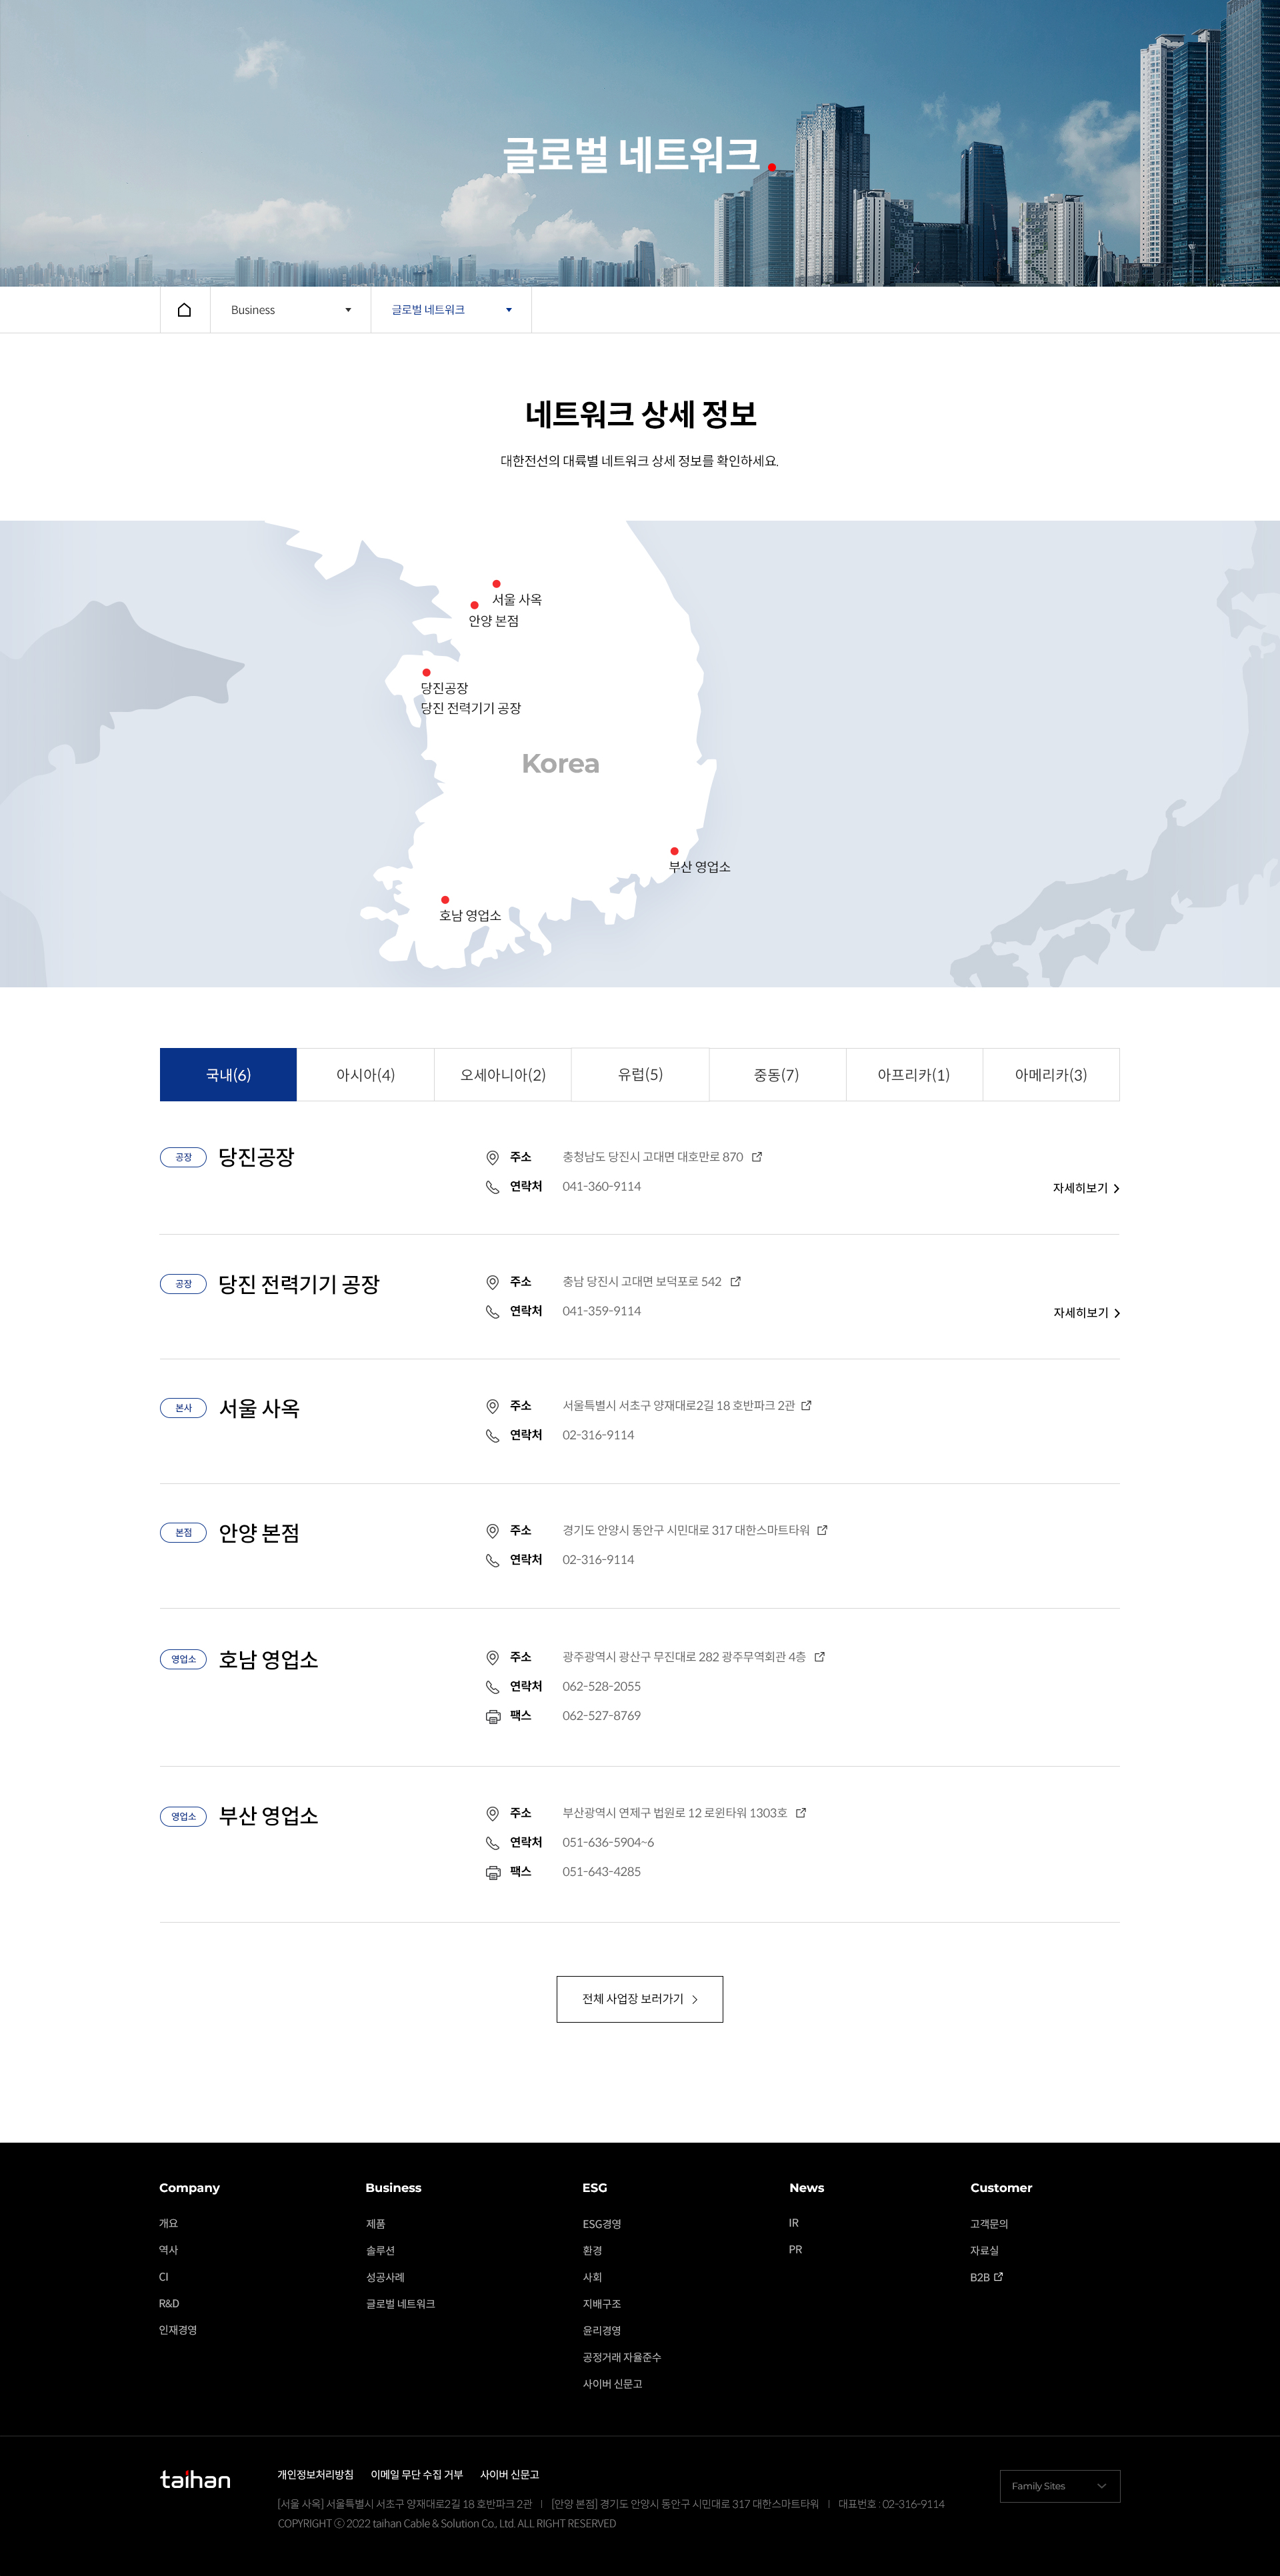 글로벌 네트워크
Business
글로벌 네트워크
네트워크 상세 정보
대한전선의 대륙별 네트워크 상세 정보를 확인하세요.
서울 사옥
안양 본점
당진공장
당진 전력기기 공장
Korea
부산 영업소
호남 영업소
국내(6) 아시아(4) 오세아니아(2) 유럽(5) 중동(7) 아프리카(1) 아메리카(3)
공장 당진공장
주소 충청남도 당진시 고대면 대호만로 870
연락처 041-360-9114
자세히보기
공장 당진 전력기기 공장
주소 충남 당진시 고대면 보덕포로 542
연락처 041-359-9114
자세히보기
본사 서울 사옥
주소 서울특별시 서초구 양재대로2길 18 호반파크 2관
연락처 02-316-9114
본점 안양 본점
주소 경기도 안양시 동안구 시민대로 317 대한스마트타워
연락처 02-316-9114
영업소 호남 영업소
주소 광주광역시 광산구 무진대로 282 광주무역회관 4층
연락처 062-528-2055
팩스 062-527-8769
영업소 부산 영업소
주소 부산광역시 연제구 법원로 12 로윈타워 1303호
연락처 051-636-5904~6
팩스 051-643-4285
전체 사업장 보러가기
Company
개요
역사
CI
R&D
인재경영
Business
제품
솔루션
성공사례
글로벌 네트워크
ESG
ESG경영
환경
사회
지배구조
윤리경영
공정거래 자율준수
사이버 신문고
News
IR
PR
Customer
고객문의
자료실
B2B
taihan
개인정보처리방침 이메일 무단 수집 거부 사이버 신문고
[서울 사옥] 서울특별시 서초구 양재대로2길 18 호반파크 2관 | [안양 본점] 경기도 안양시 동안구 시민대로 317 대한스마트타워 | 대표번호 : 02-316-9114
COPYRIGHT ⓒ 2022 taihan Cable & Solution Co,. Ltd. ALL RIGHT RESERVED
Family Sites